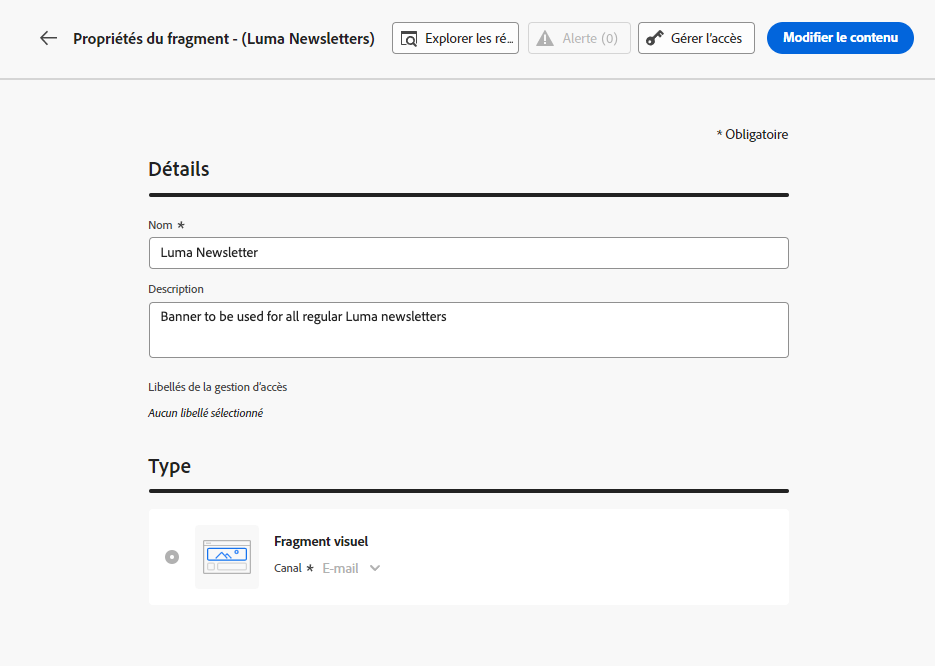 Propriétés du fragment - (Luma Newsletters)
Explorer les ré...
Alerte (0)
Gérer l'accès
Modifier le contenu
* Obligatoire
Détails
Nom *
Luma Newsletter
Description
Banner to be used for all regular Luma newsletters
Libellés de la gestion d'accès
Aucun libellé sélectionné
Type
Fragment visuel
Canal * E-mail